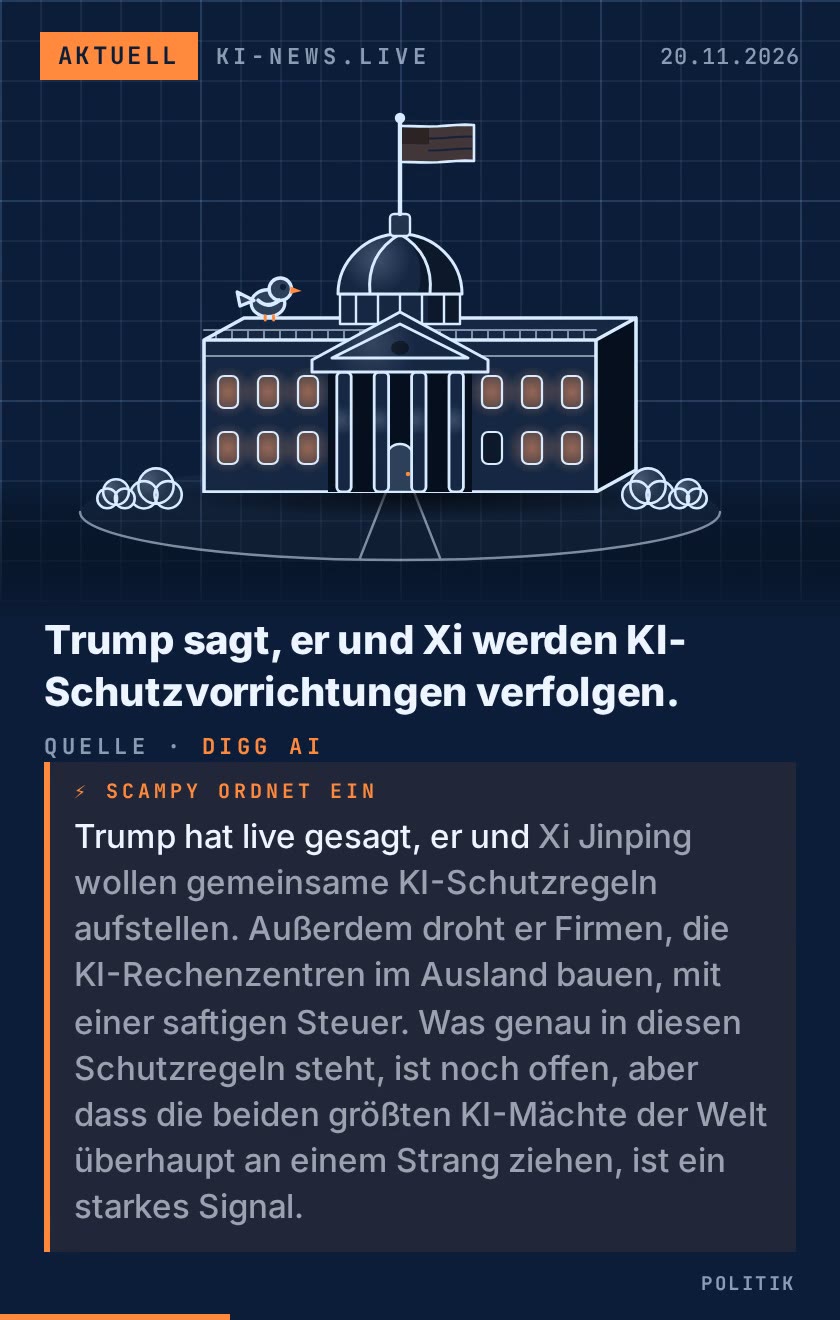 AKTUELL KI-NEWS.LIVE 20.11.2026
Trump sagt, er und Xi werden KI-
Schutzvorrichtungen verfolgen.
QUELLE · DIGG AI
⚡ SCAMPY ORDNET EIN
Trump hat live gesagt, er und Xi Jinping
wollen gemeinsame KI-Schutzregeln
aufstellen. Außerdem droht er Firmen, die
KI-Rechenzentren im Ausland bauen, mit
einer saftigen Steuer. Was genau in diesen
Schutzregeln steht, ist noch offen, aber
dass die beiden größten KI-Mächte der Welt
überhaupt an einem Strang ziehen, ist ein
starkes Signal.
POLITIK